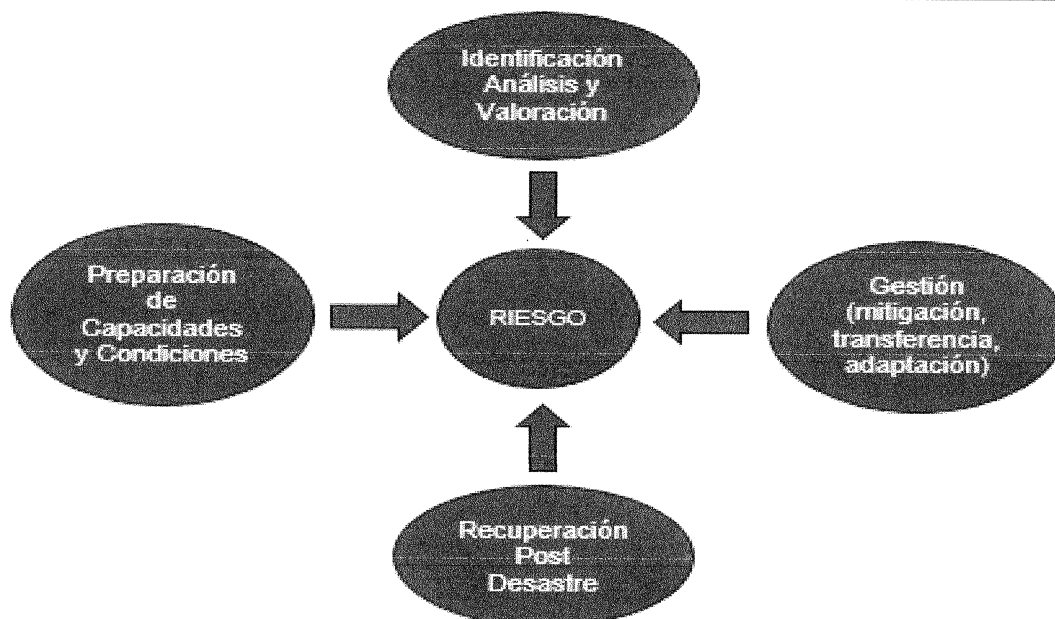 Identificación
Análisis y
Valoración
Preparación
de
Capacidades
y Condiciones
RIESGO
Gestión
(mitigación,
transferencia,
adaptación)
Recuperación
Post
Desastre